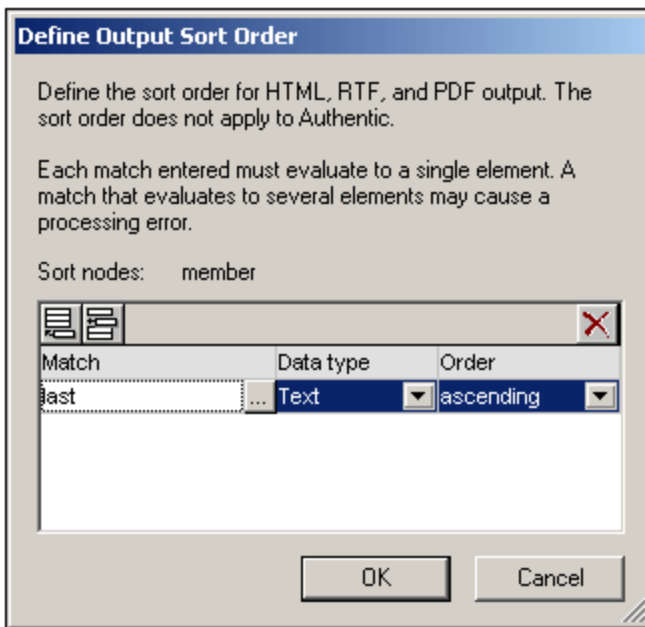 Define Output Sort Order
Define the sort order for HTML, RTF, and PDF output. The
sort order does not apply to Authentic.
Each match entered must evaluate to a single element. A
match that evaluates to several elements may cause a
processing error.
Sort nodes: member
Match Data type Order
last ... Text ascending
OK Cancel